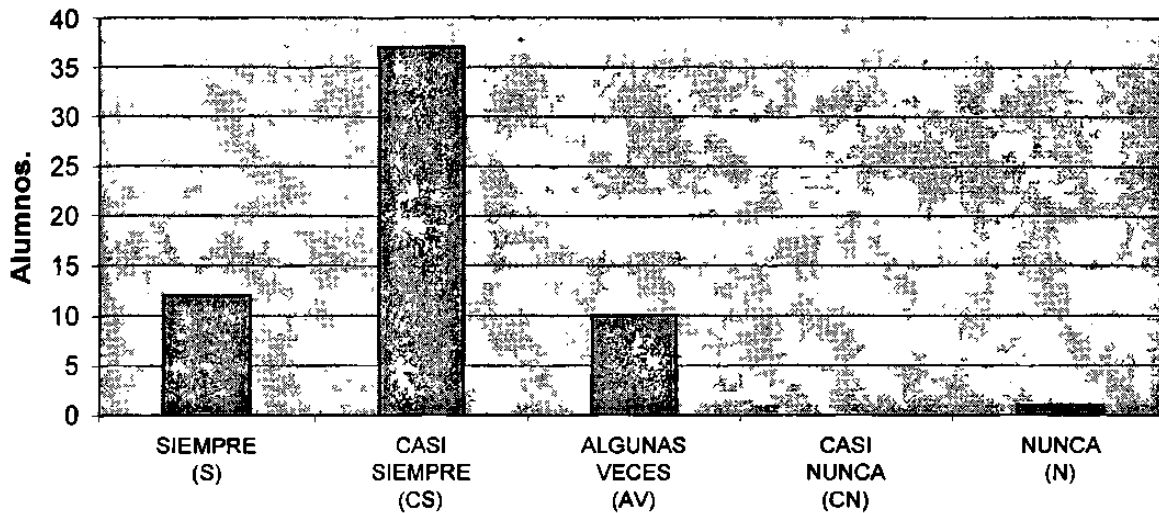 40
35
30
25
20
15
10
5
0
Alumnos.
SIEMPRE
(S)
CASI
SIEMPRE
(CS)
ALGUNAS
VECES
(AV)
CASI
NUNCA
(CN)
NUNCA
(N)